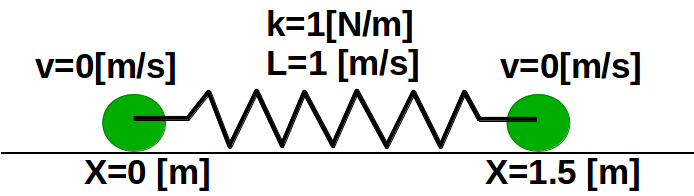 k=1[N/m]
L=1 [m/s]
v=0[m/s]
v=0[m/s]
X=0 [m]
X=1.5 [m]